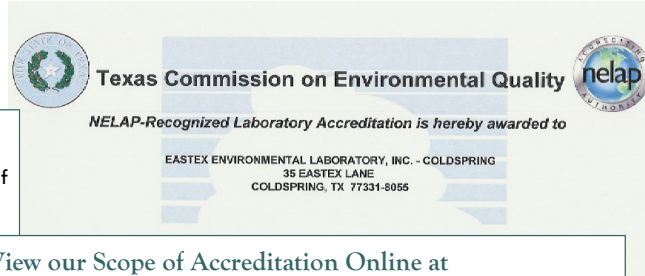 Texas Commission on Environmental Quality
nelap
NELAP-Recognized Laboratory Accreditation is hereby awarded to
EASTEX ENVIRONMENTAL LABORATORY, INC. - COLDSPRING
35 EASTEX LANE
COLDSPRING, TX 77331-8055
of
View our Scope of Accreditation Online at